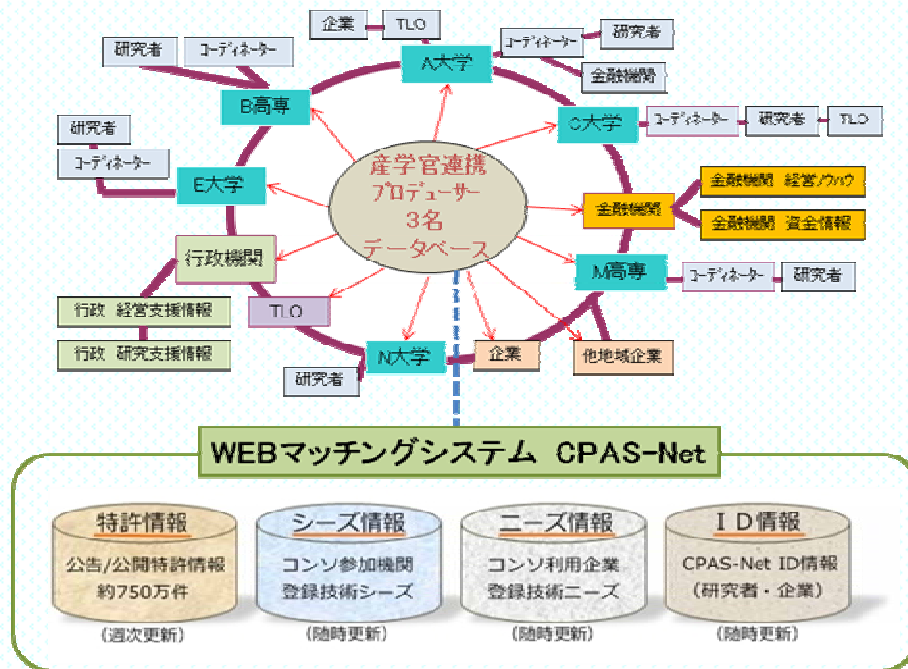 企業
TLO
研究者
コーディネーター
A大学
コーディネーター
研究者
金融機関
B高専
C大学
コーディネーター
研究者
TLO
研究者
コーディネーター
E大学
産学官連携
プロデューサー
3名
データベース
金融機関
金融機関 経営ノウハウ
金融機関 資金情報
行政機関
M高専
コーディネーター
研究者
行政 経営支援情報
行政 研究支援情報
TLO
N大学
研究者
企業
他地域企業
WEBマッチングシステム CPAS-Net
特許情報
公告/公開特許情報
約750万件
(週次更新)
シーズ情報
コンソ参加機関
登録技術シーズ
(随時更新)
ニーズ情報
コンソ利用企業
登録技術ニーズ
(随時更新)
ID情報
CPAS-Net ID情報
(研究者・企業)
(随時更新)